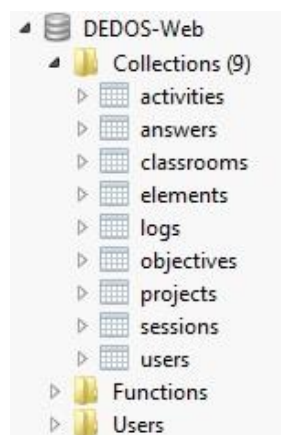 DEDOS-Web
Collections (9)
activities
answers
classrooms
elements
logs
objectives
projects
sessions
users
Functions
Users